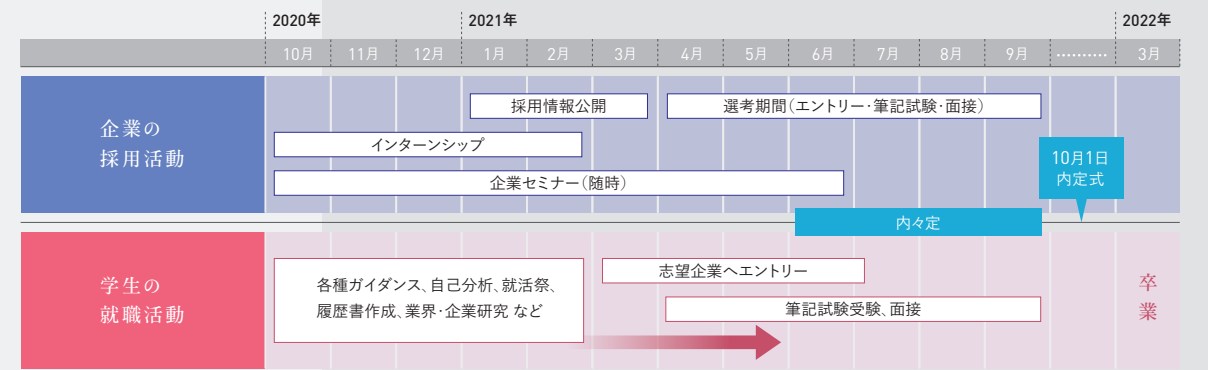 2020年
2021年
2022年
10月
11月
12月
1月
2月
3月
4月
5月
6月
7月
8月
9月
‥‥‥‥‥
3月
企業の
採用活動
採用情報公開
選考期間（エントリー・筆記試験・面接）
インターンシップ
企業セミナー（随時）
10月1日
内定式
内々定
学生の
就職活動
各種ガイダンス、自己分析、就活祭、
履歴書作成、業界・企業研究 など
志望企業へエントリー
筆記試験受験、面接
卒
業